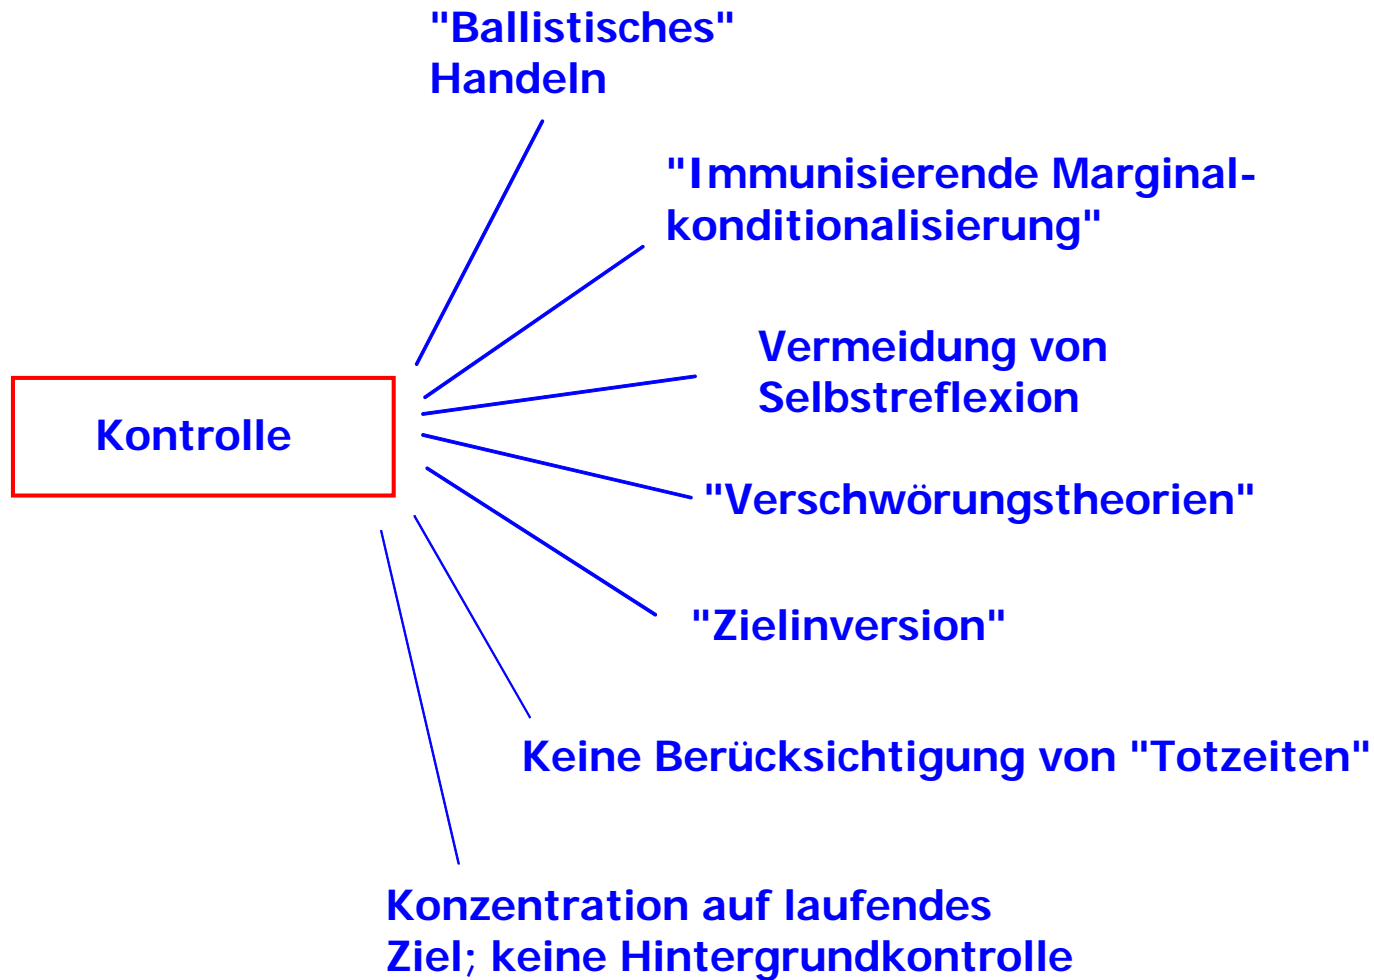 "Ballistisches"
Handeln
"Immunisierende Marginal-
konditionalisierung"
Vermeidung von
Selbstreflexion
Kontrolle
"Verschwörungstheorien"
"Zielinversion"
Keine Berücksichtigung von "Totzeiten"
Konzentration auf laufendes
Ziel; keine Hintergrundkontrolle